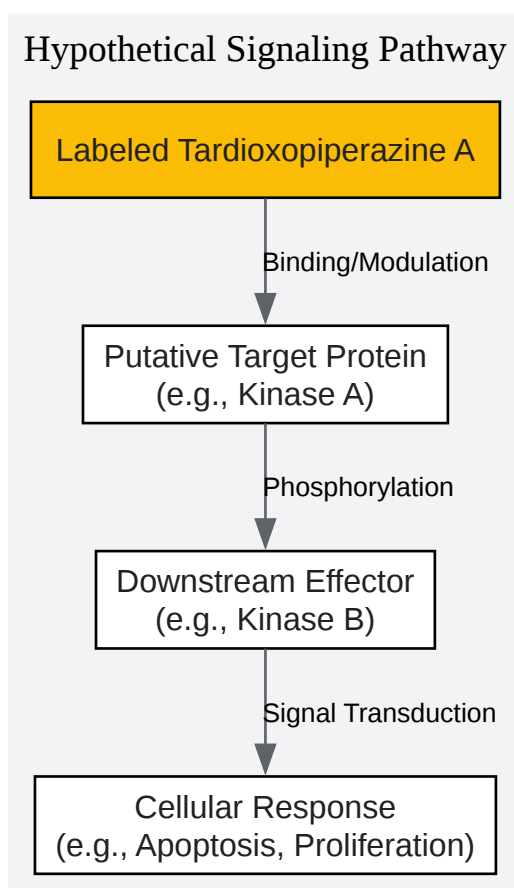 Hypothetical Signaling Pathway
Labeled Tardioxopiperazine A
Binding/Modulation
Putative Target Protein
(e.g., Kinase A)
Phosphorylation
Downstream Effector
(e.g., Kinase B)
Signal Transduction
Cellular Response
(e.g., Apoptosis, Proliferation)